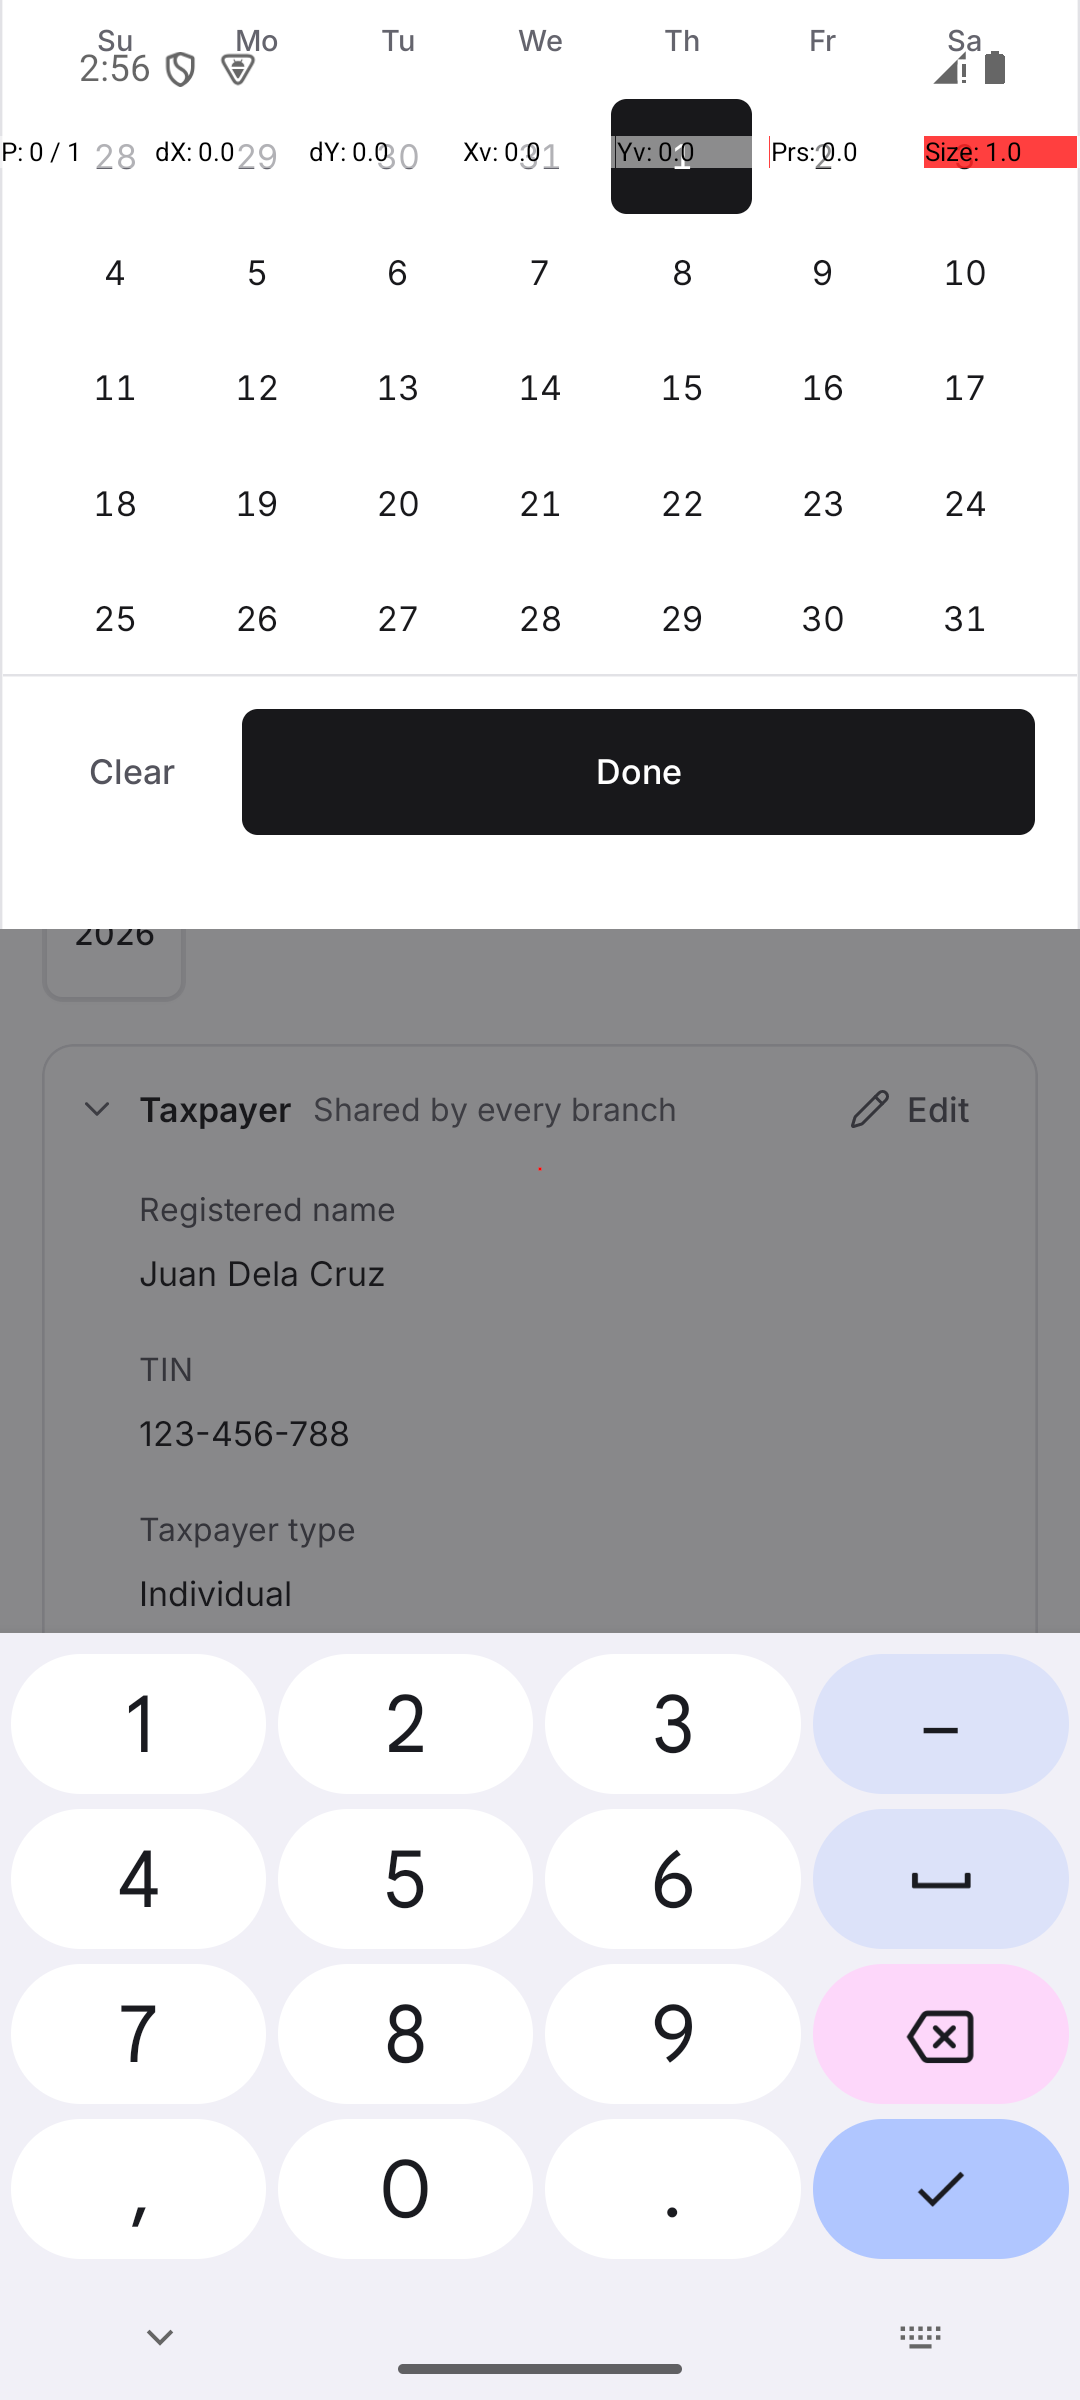 Su Mo Tu We Th Fr Sa
2:56
P: 0 / 1 dX: 0.0 dY: 0.0 Xv: 0.0 Yv: 0.0 Prs: 0.0 Size: 1.0
28 29 30 31 1 2 3
4 5 6 7 8 9 10
11 12 13 14 15 16 17
18 19 20 21 22 23 24
25 26 27 28 29 30 31
Clear Done
2026
Taxpayer Shared by every branch Edit
Registered name
Juan Dela Cruz
TIN
123-456-788
Taxpayer type
Individual
1 2 3 –
4 5 6
7 8 9
, 0 .